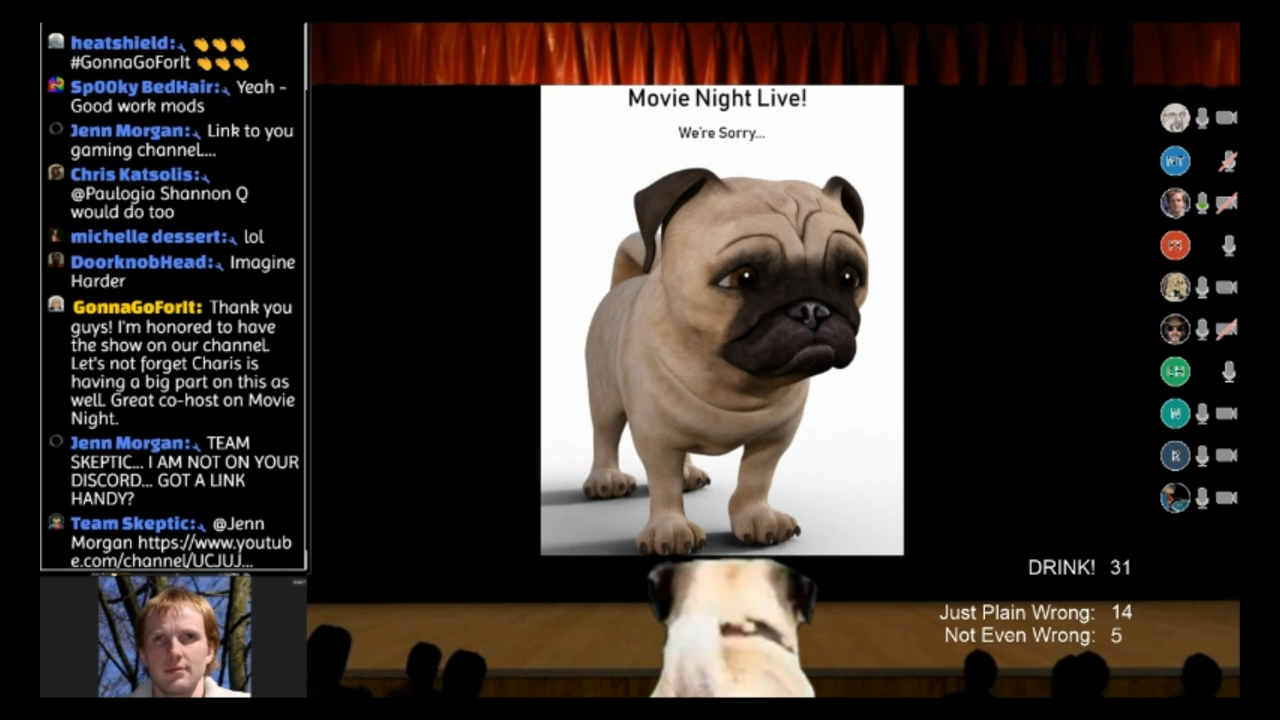 heatshield: 👏👏👏
#GonnaGoForIt 👏👏👏
Sp00ky BedHair: Yeah -
Good work mods
Jenn Morgan: Link to you
gaming channel....
Chris Katsolis:
@Paulogia Shannon Q
would do too
michelle dessert: lol
DoorknobHead: Imagine
Harder
GonnaGoForIt: Thank you
guys! I'm honored to have
the show on our channel.
Let's not forget Charis is
having a big part on this as
well. Great co-host on Movie
Night.
Jenn Morgan: TEAM
SKEPTIC... I AM NOT ON YOUR
DISCORD... GOT A LINK
HANDY?
Team Skeptic: @Jenn
Morgan https://www.youtub
e.com/channel/UCJUJ...
Movie Night Live!
We're Sorry...
DRINK! 31
Just Plain Wrong: 14
Not Even Wrong: 5